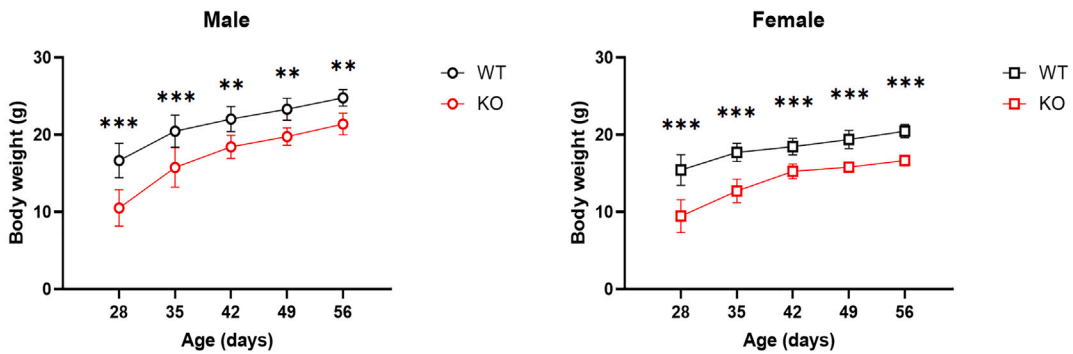 Male
30
20
10
0
Body weight (g)
*** *** ** ** **
28 35 42 49 56
Age (days)
WT
KO
Female
30
20
10
0
Body weight (g)
*** *** *** *** ***
28 35 42 49 56
Age (days)
WT
KO